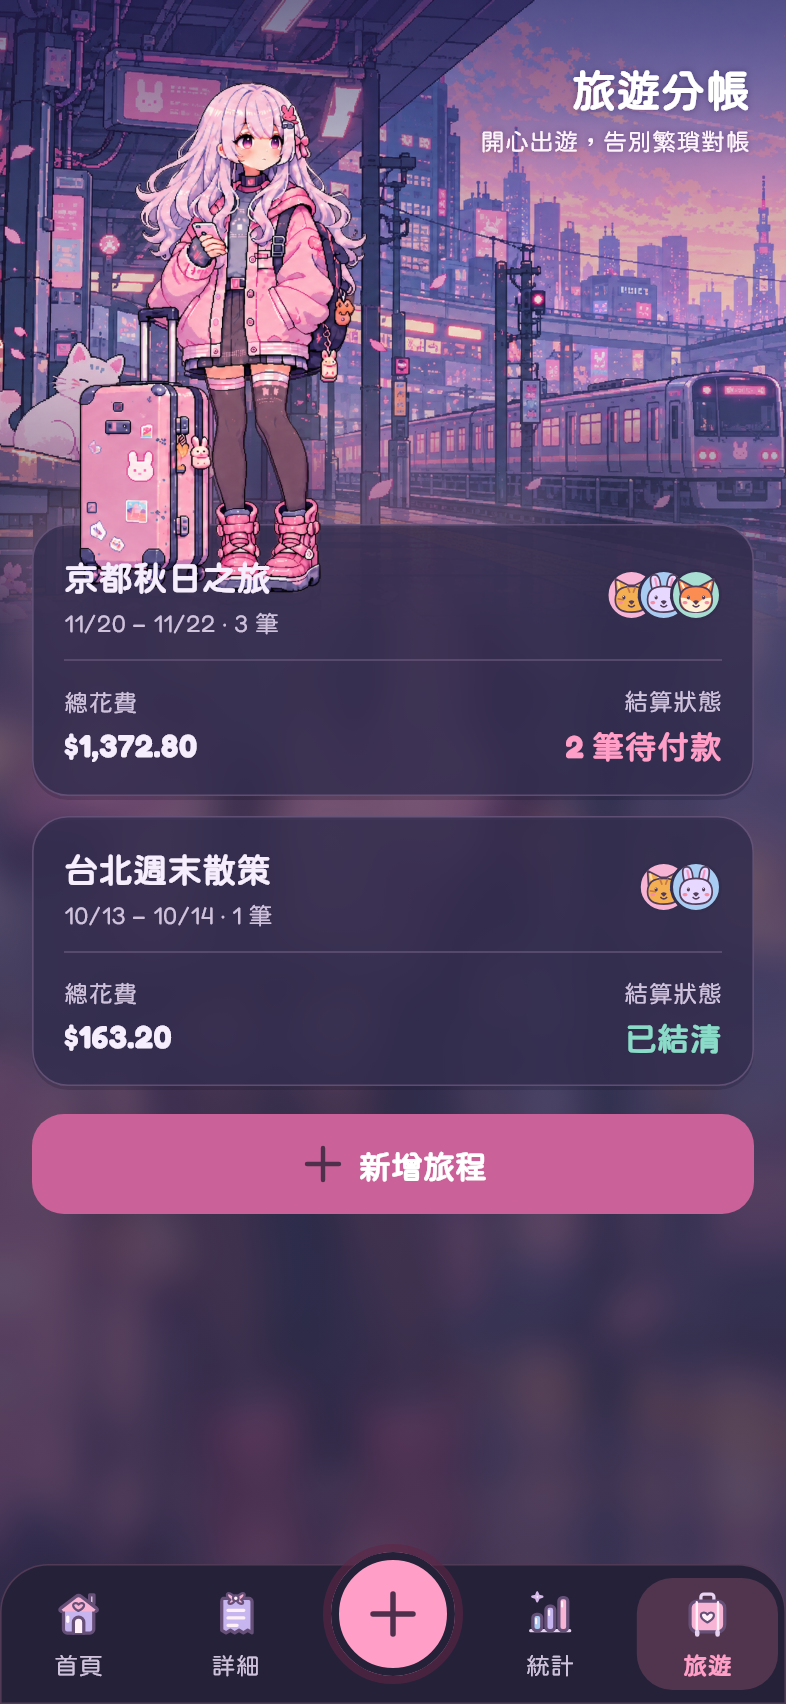 旅遊分帳
開心出遊，告別繁瑣對帳
B
京都秋日之旅
11/20 – 11/22 · 3 筆
總花費
結算狀態
$1,372.80
2 筆待付款
台北週末散策
10/13 – 10/14 · 1 筆
總花費
結算狀態
$163.20
已結清
新增旅程
首頁
詳細
統計
旅遊